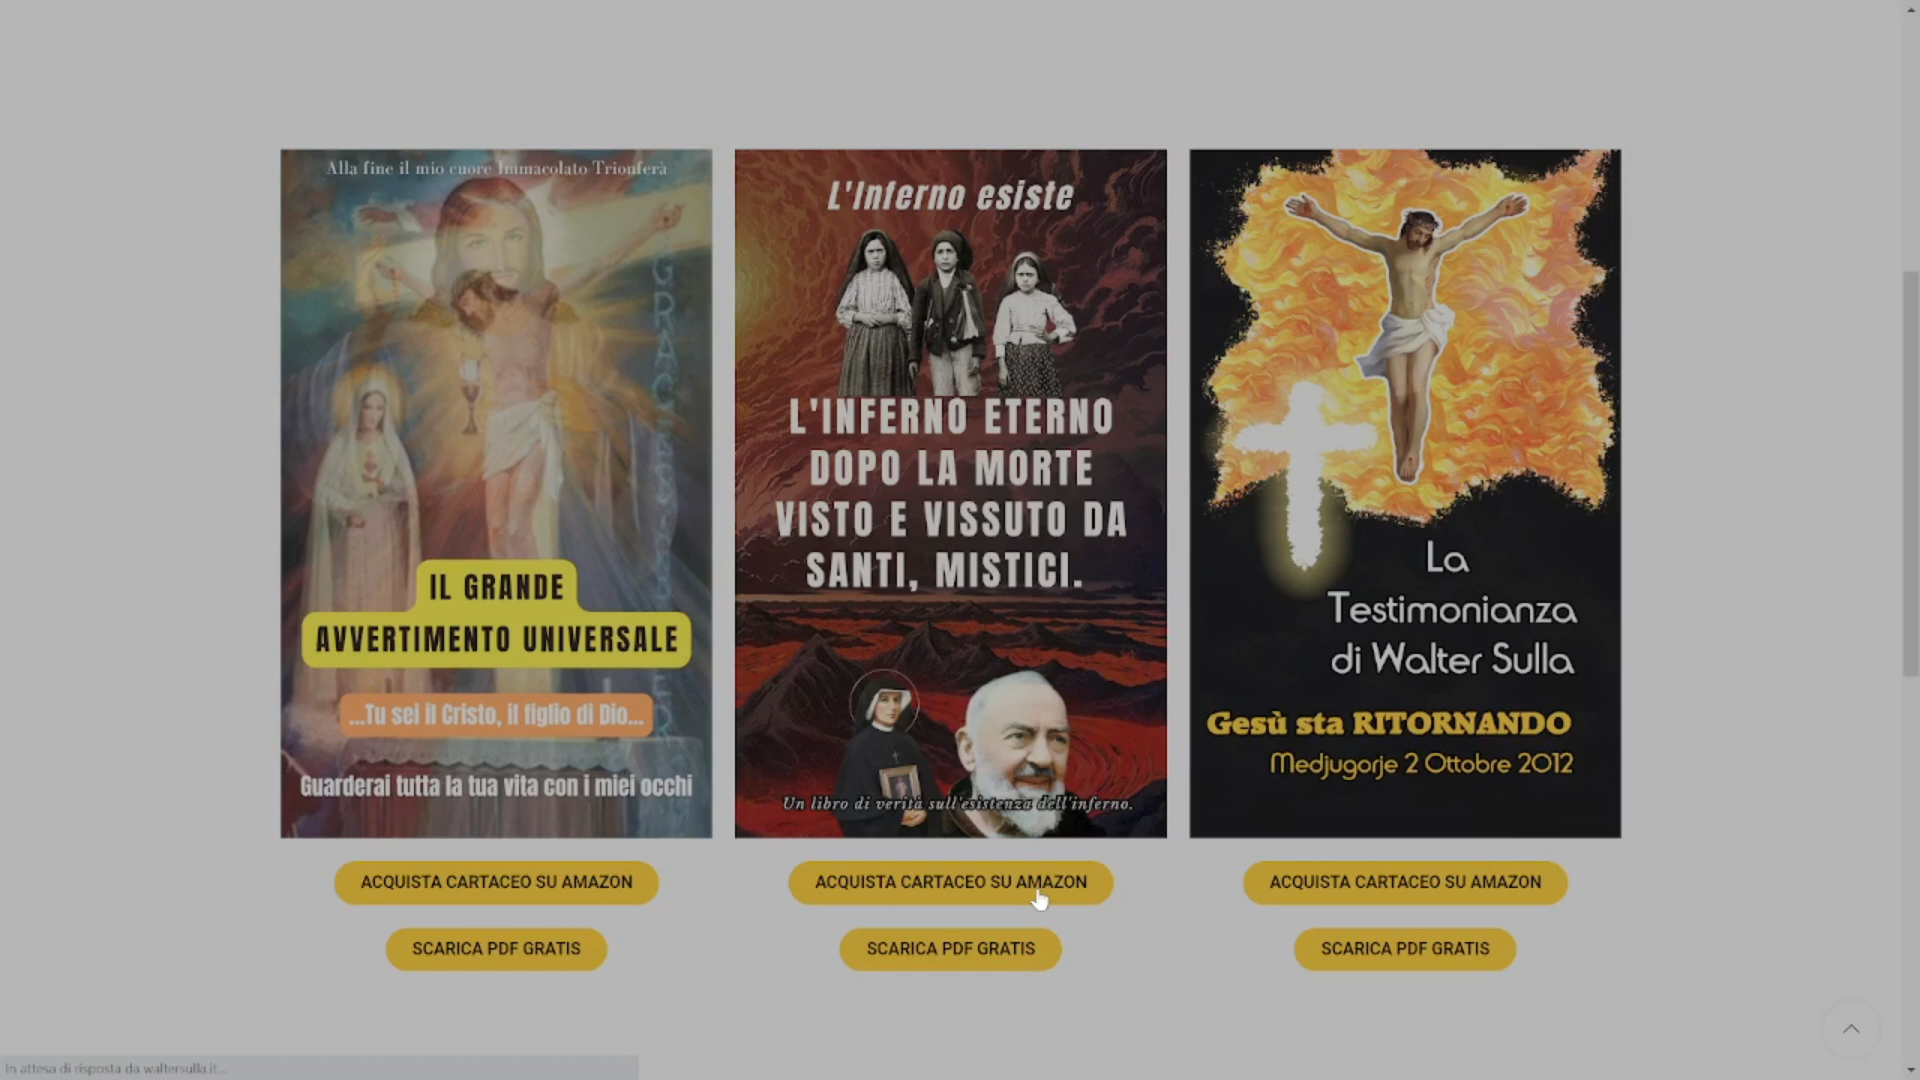 Alla fine il mio cuore Immacolato Trionferà
IL GRANDE
AVVERTIMENTO UNIVERSALE
...Tu sei il Cristo, il figlio di Dio...
Guarderai tutta la tua vita con i miei occhi
ACQUISTA CARTACEO SU AMAZON
SCARICA PDF GRATIS
L'Inferno esiste
L'INFERNO ETERNO
DOPO LA MORTE
VISTO E VISSUTO DA
SANTI, MISTICI.
Un libro di verità sull'esistenza dell'inferno.
ACQUISTA CARTACEO SU AMAZON
SCARICA PDF GRATIS
La
Testimonianza
di Walter Sulla
Gesù sta RITORNANDO
Medjugorje 2 Ottobre 2012
ACQUISTA CARTACEO SU AMAZON
SCARICA PDF GRATIS
In attesa di risposta da waltersulla.it...